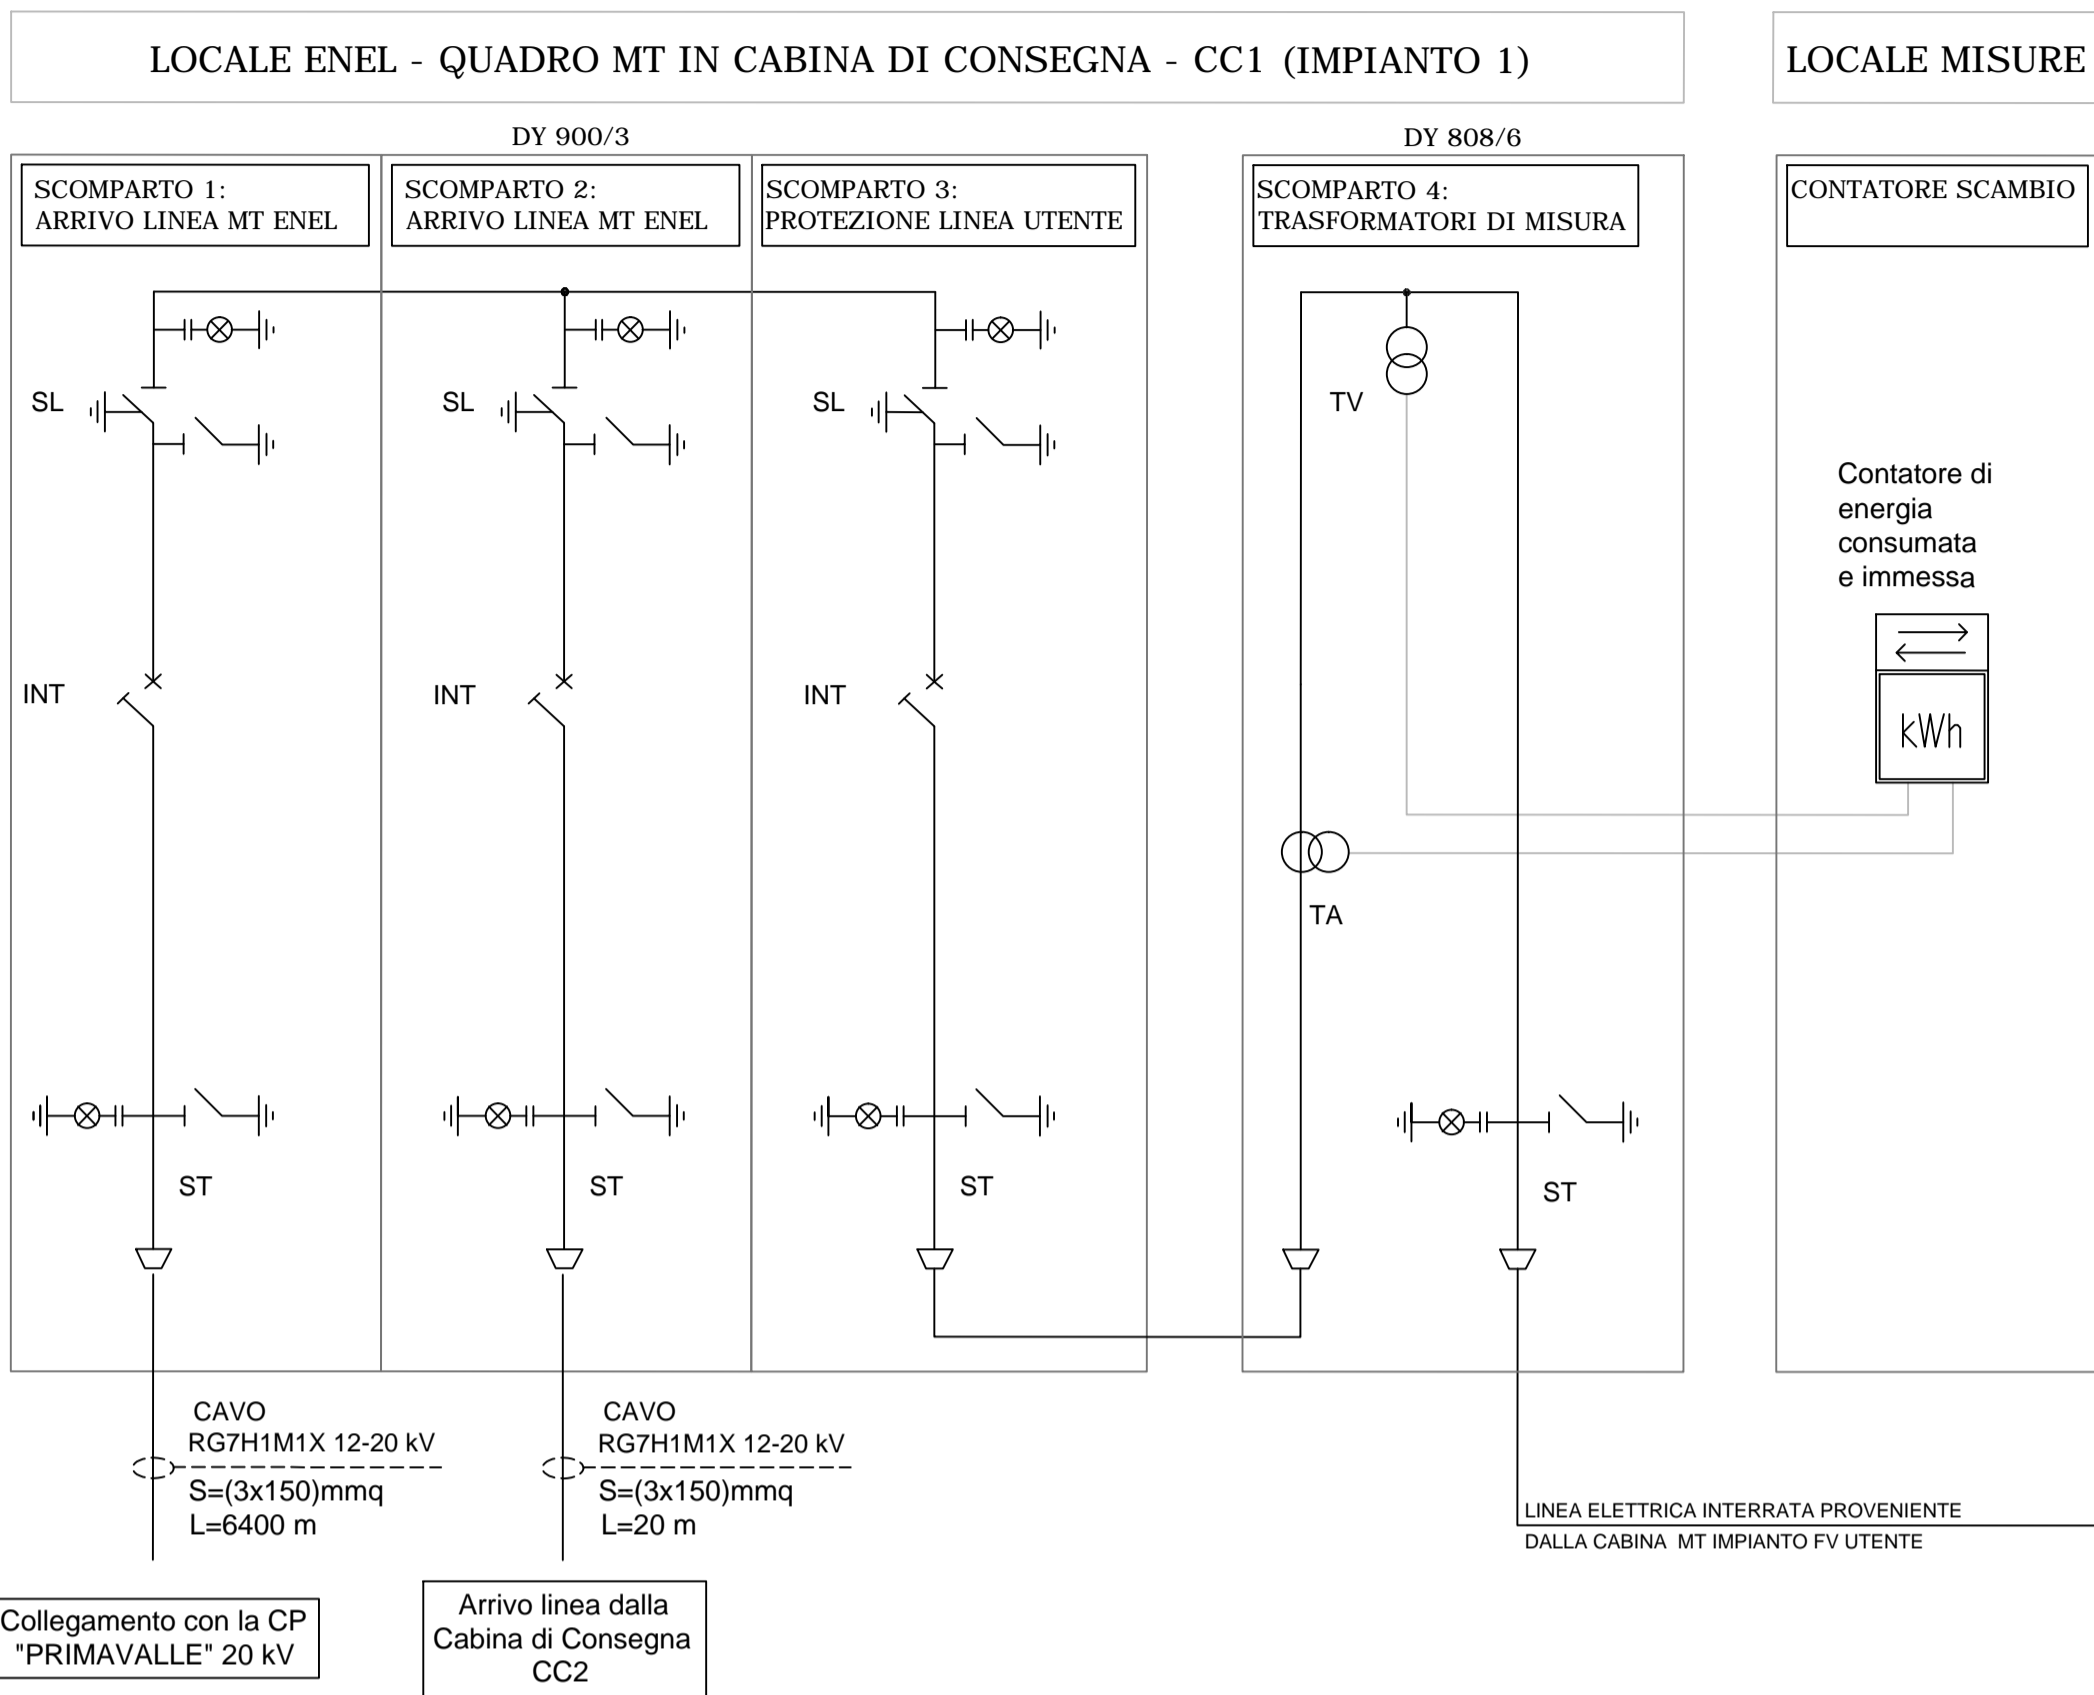 LOCALE ENEL - QUADRO MT IN CABINA DI CONSEGNA - CC1 (IMPIANTO 1)
LOCALE MISURE
DY 900/3
DY 808/6
SCOMPARTO 1:
ARRIVO LINEA MT ENEL
SCOMPARTO 2:
ARRIVO LINEA MT ENEL
SCOMPARTO 3:
PROTEZIONE LINEA UTENTE
SCOMPARTO 4:
TRASFORMATORI DI MISURA
CONTATORE SCAMBIO
SL
SL
SL
TV
Contatore di
energia
consumata
e immessa
INT
INT
INT
kWh
TA
ST
ST
ST
ST
CAVO
RG7H1M1X 12-20 kV
S=(3x150)mmq
L=6400 m
CAVO
RG7H1M1X 12-20 kV
S=(3x150)mmq
L=20 m
LINEA ELETTRICA INTERRATA PROVENIENTE
DALLA CABINA MT IMPIANTO FV UTENTE
Collegamento con la CP
"PRIMAVALLE" 20 kV
Arrivo linea dalla
Cabina di Consegna
CC2